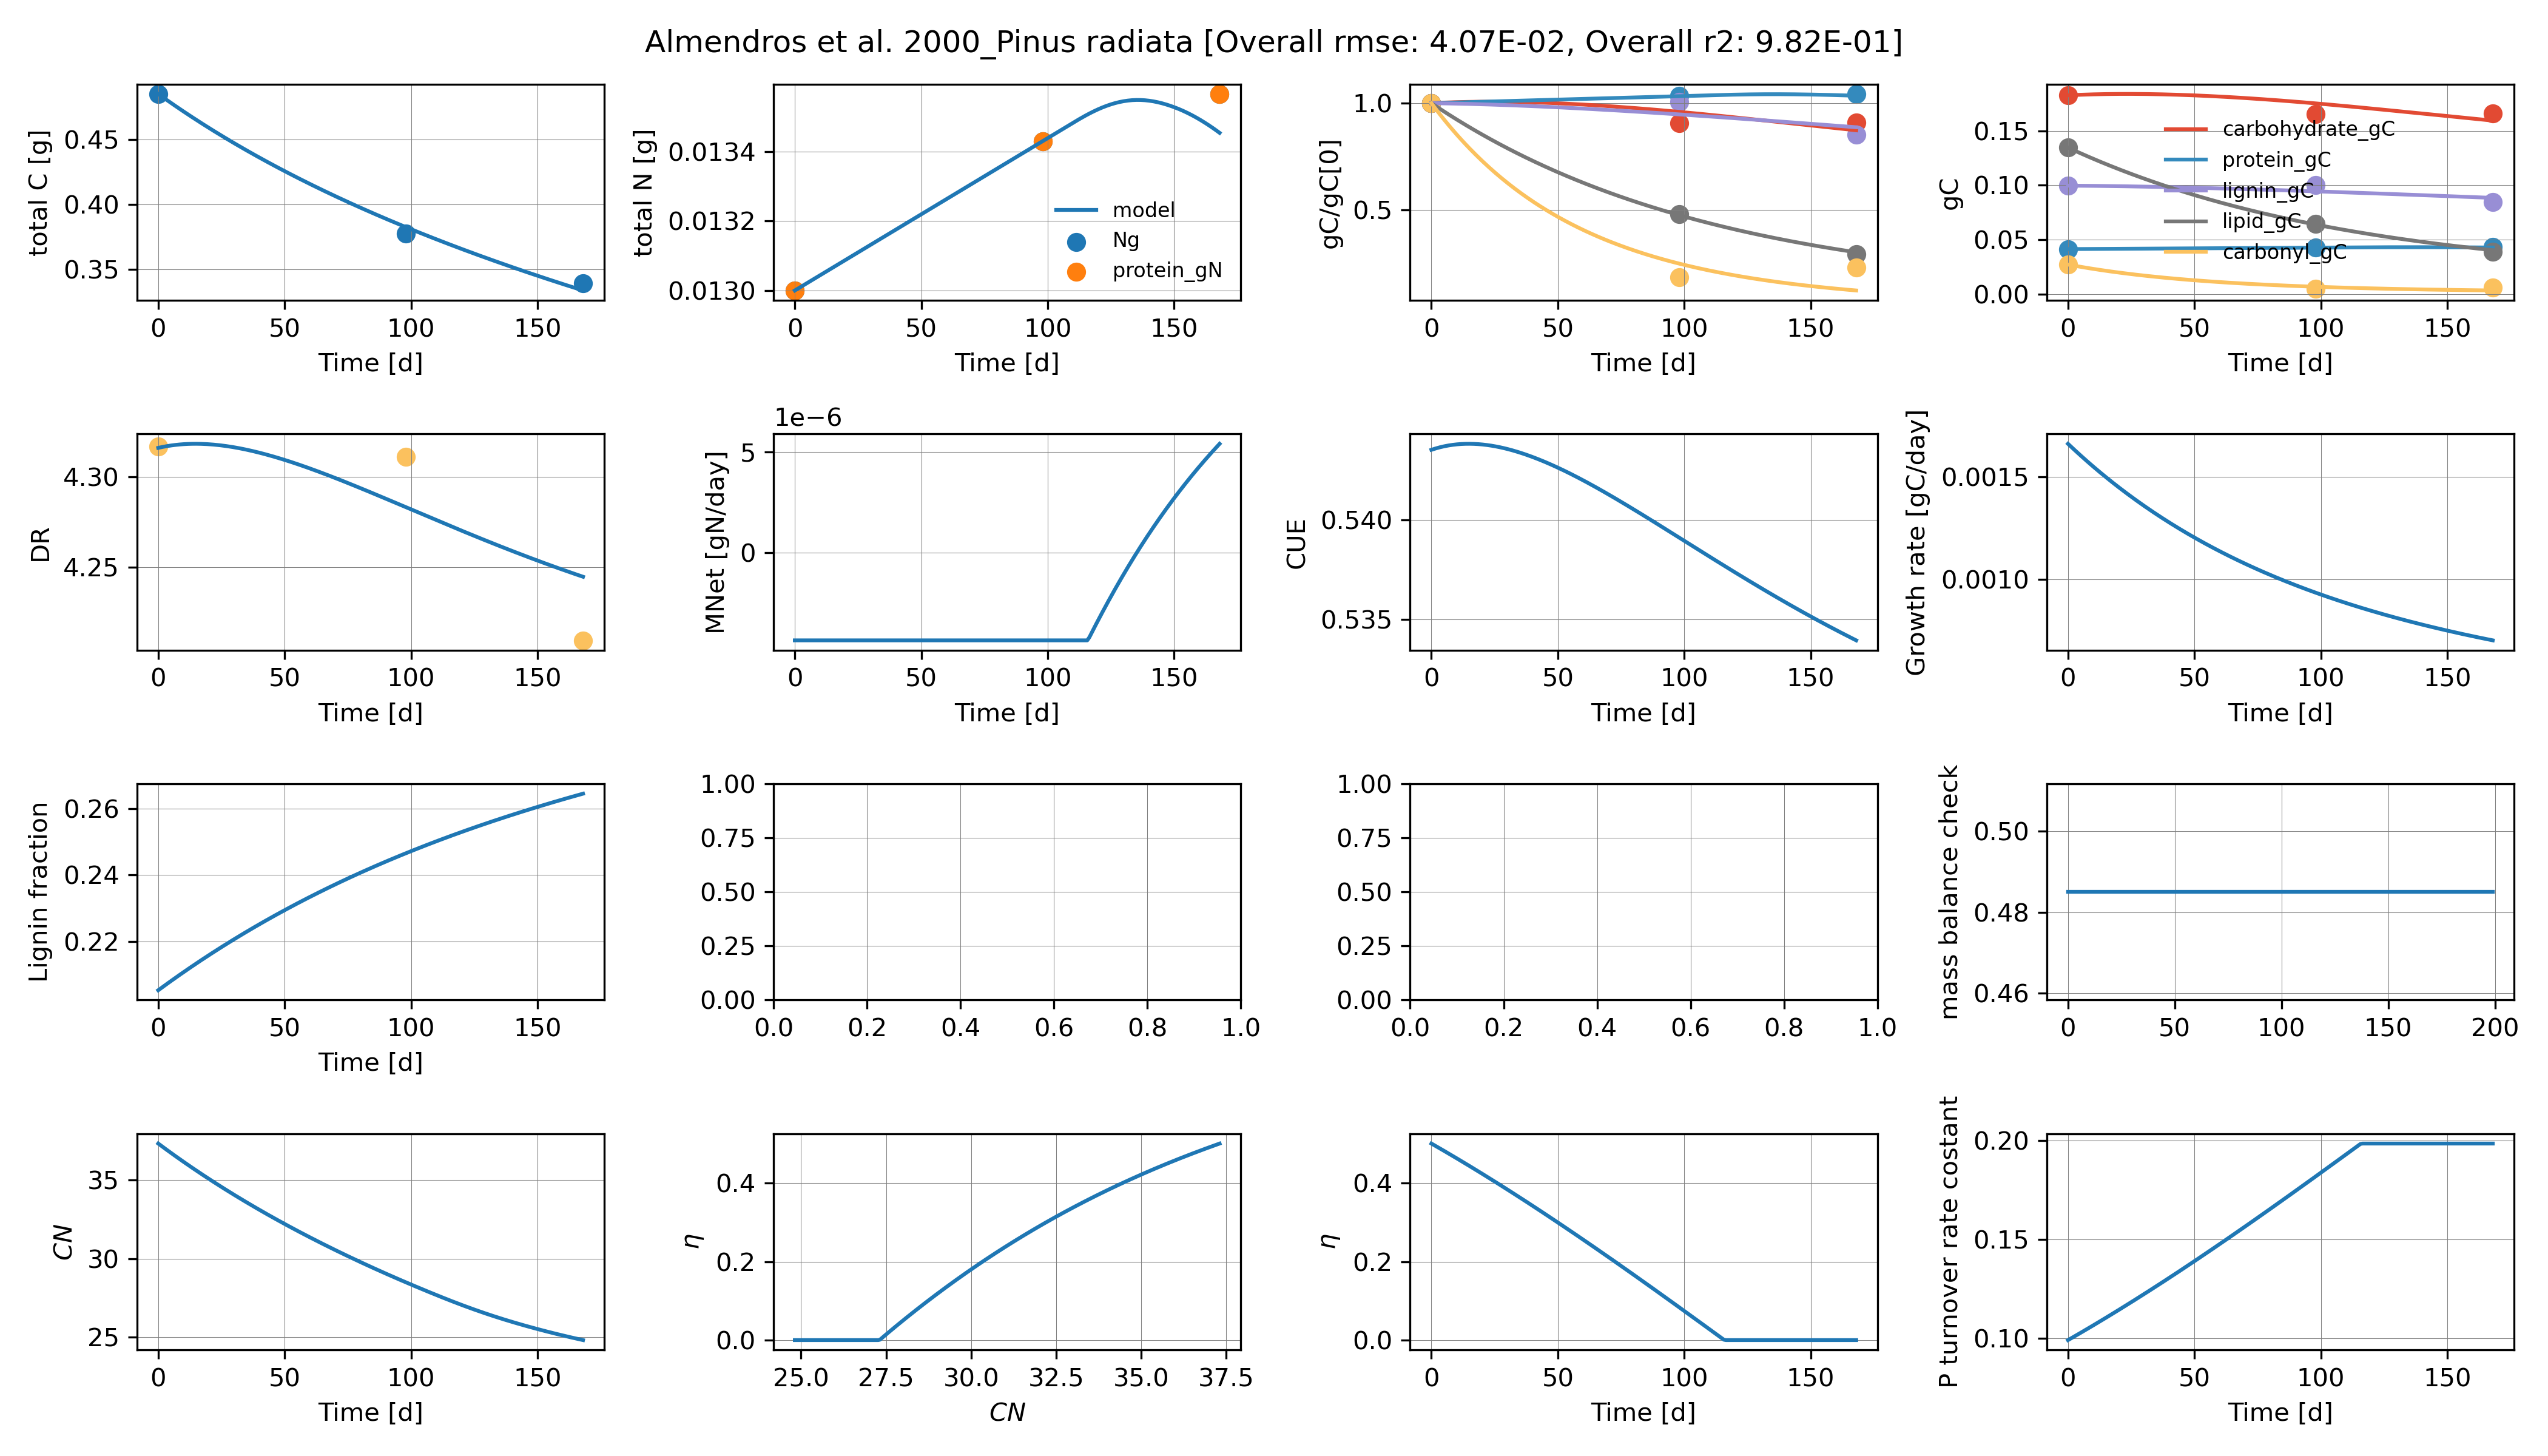 Almendros et al. 2000_Pinus radiata [Overall rmse: 4.07E-02, Overall r2: 9.82E-01]
total C [g]
0.45
0.40
0.35
0 50 100 150
Time [d]
total N [g]
0.0134
0.0132
0.0130
model
Ng
protein_gN
0 50 100 150
Time [d]
gC/gC[0]
1.0
0.5
0 50 100 150
Time [d]
gC
0.15
0.10
0.05
0.00
carbohydrate_gC
protein_gC
lignin_gC
lipid_gC
carbonyl_gC
0 50 100 150
Time [d]
DR
4.30
4.25
0 50 100 150
Time [d]
1e−6
MNet [gN/day]
5
0
0 50 100 150
Time [d]
CUE
0.540
0.535
0 50 100 150
Time [d]
Growth rate [gC/day]
0.0015
0.0010
0 50 100 150
Time [d]
Lignin fraction
0.26
0.24
0.22
0 50 100 150
Time [d]
1.00
0.75
0.50
0.25
0.00
0.0 0.2 0.4 0.6 0.8 1.0
1.00
0.75
0.50
0.25
0.00
0.0 0.2 0.4 0.6 0.8 1.0
mass balance check
0.50
0.48
0.46
0 50 100 150 200
CN
35
30
25
0 50 100 150
Time [d]
η
0.4
0.2
0.0
25.0 27.5 30.0 32.5 35.0 37.5
CN
η
0.4
0.2
0.0
0 50 100 150
Time [d]
P turnover rate costant
0.20
0.15
0.10
0 50 100 150
Time [d]